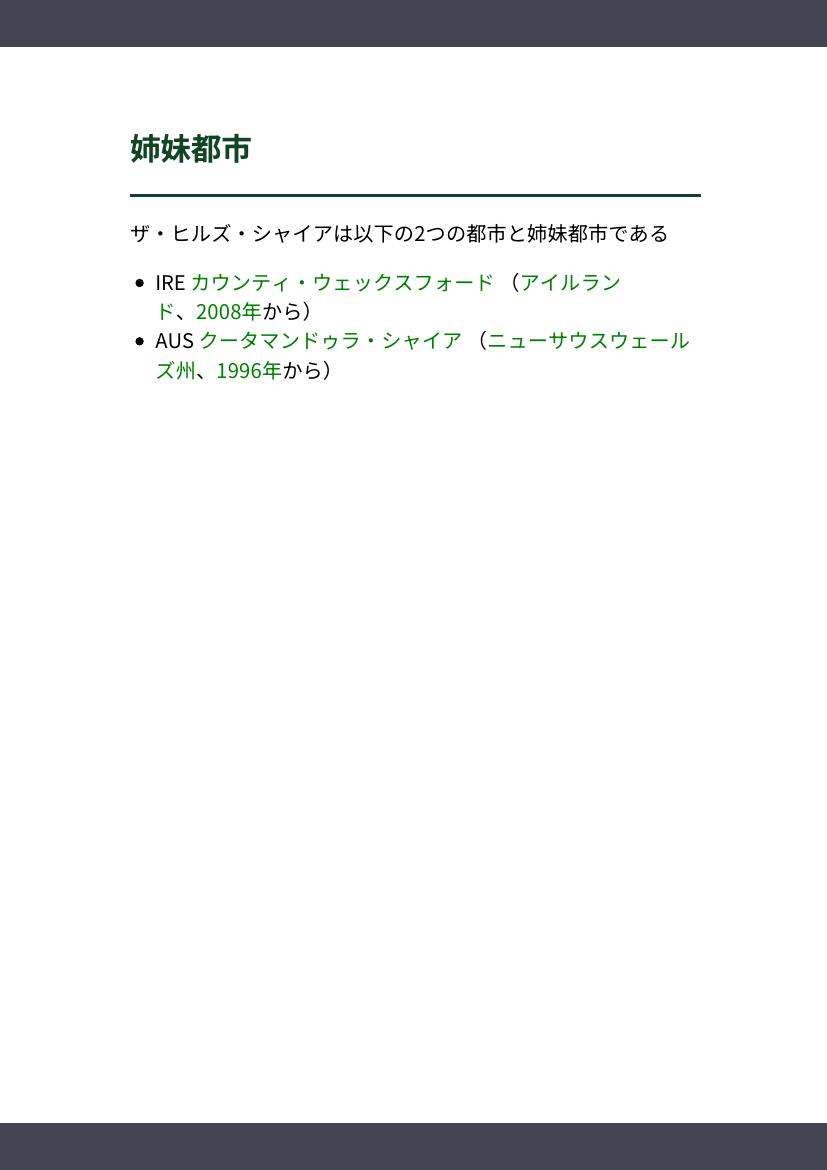 姉妹都市
ザ・ヒルズ・シャイアは以下の2つの都市と姉妹都市である
• IRE カウンティ・ウェックスフォード （アイルラン
ド、2008年から）
• AUS クータマンドゥラ・シャイア （ニューサウスウェール
ズ州、1996年から）